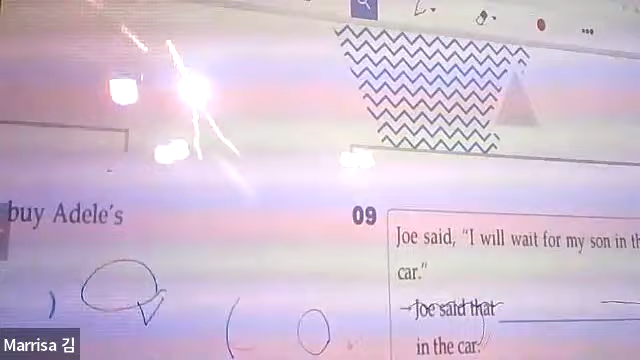 buy Adele's
09
Joe said, "I will wait for my son in
car."
→Joe said that
in the car.
Marrisa 김